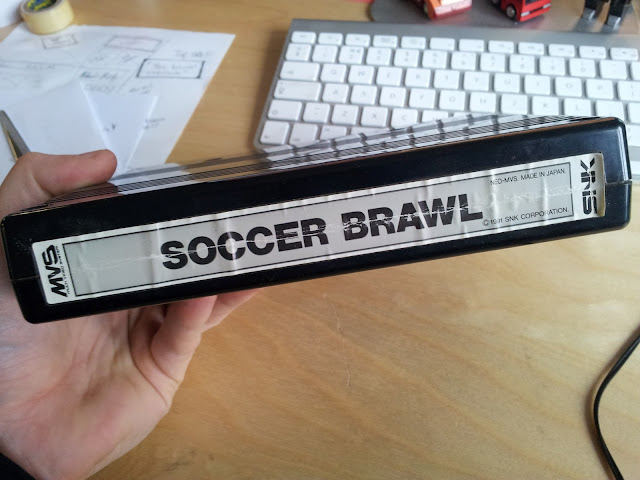 MVS
SOCCER BRAWL
NEO-MVS. MADE IN JAPAN.
© 1991 SNK CORPORATION.
SNK